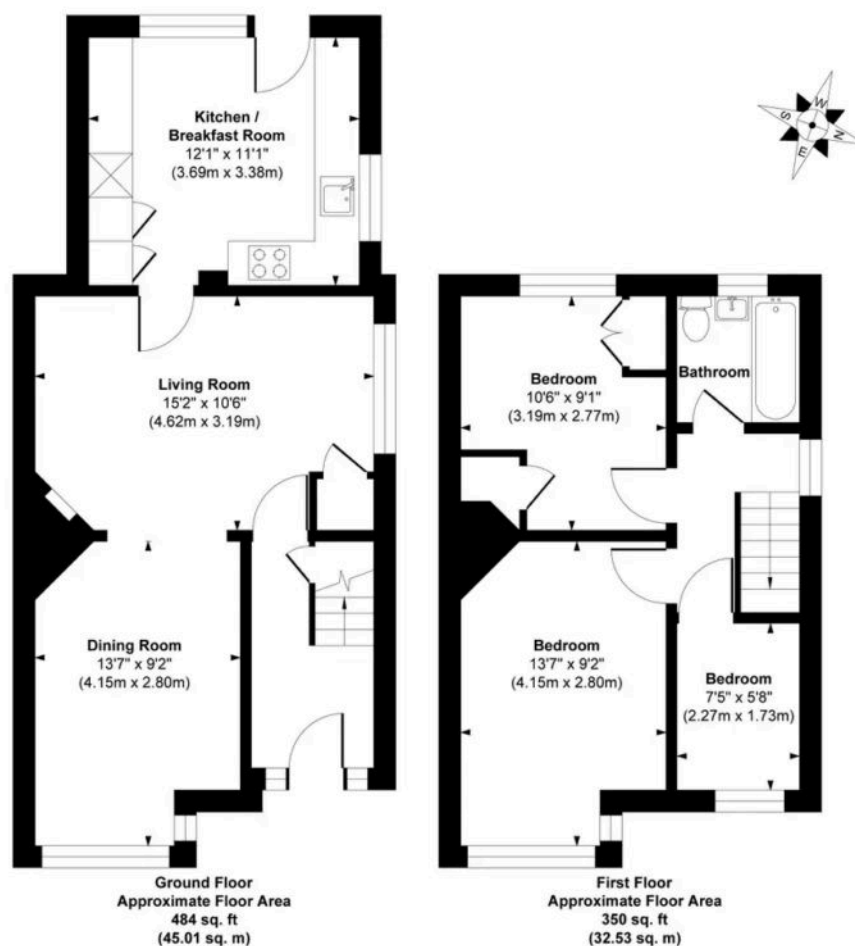 Kitchen /
Breakfast Room
12'1" x 11'1"
(3.69m x 3.38m)
W
S
N
E
Living Room
15'2" x 10'6"
(4.62m x 3.19m)
Bedroom
10'6" x 9'1"
(3.19m x 2.77m)
Bathroom
Dining Room
13'7" x 9'2"
(4.15m x 2.80m)
Bedroom
13'7" x 9'2"
(4.15m x 2.80m)
Bedroom
7'5" x 5'8"
(2.27m x 1.73m)
Ground Floor
Approximate Floor Area
484 sq. ft
(45.01 sq. m)
First Floor
Approximate Floor Area
350 sq. ft
(32.53 sq. m)